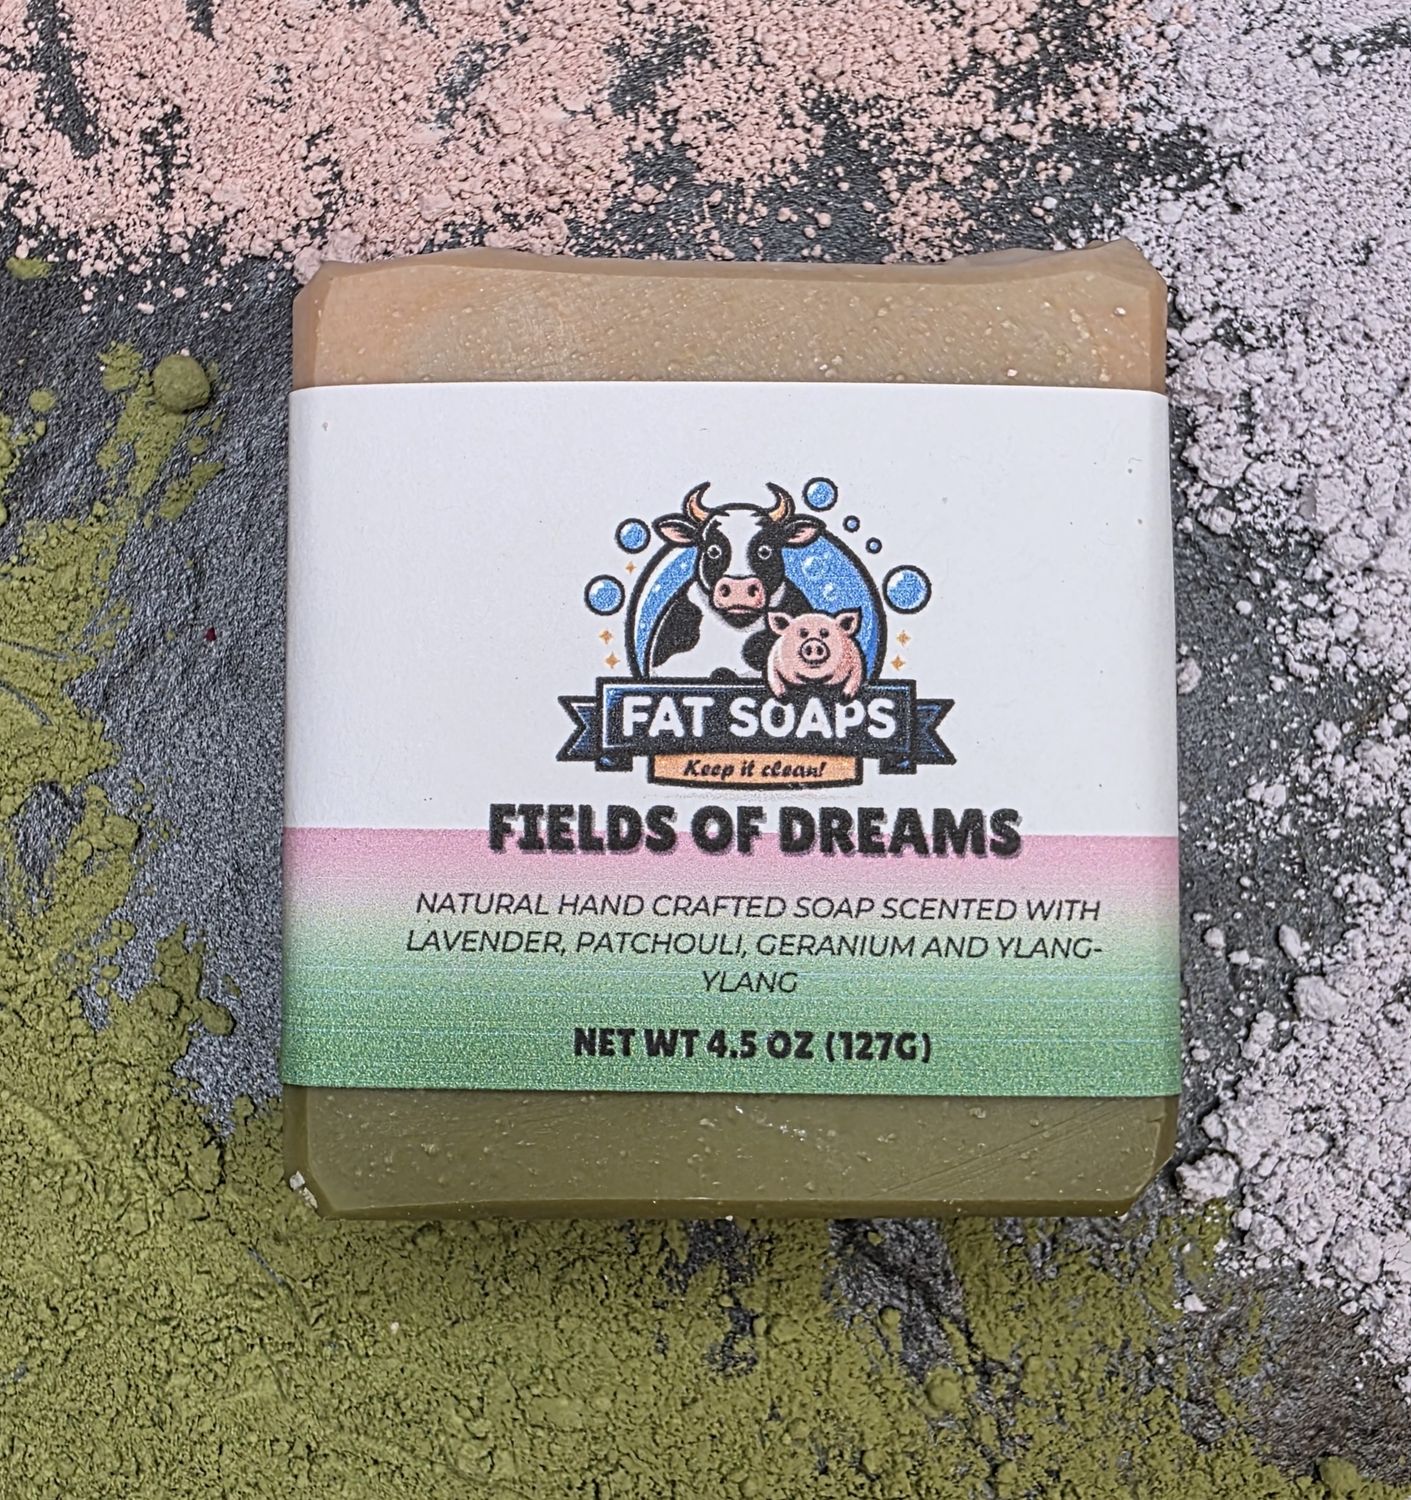 FAT SOAPS
Keep it clean!
FIELDS OF DREAMS
NATURAL HAND CRAFTED SOAP SCENTED WITH
LAVENDER, PATCHOULI, GERANIUM AND YLANG-
YLANG
NET WT 4.5 OZ (127G)